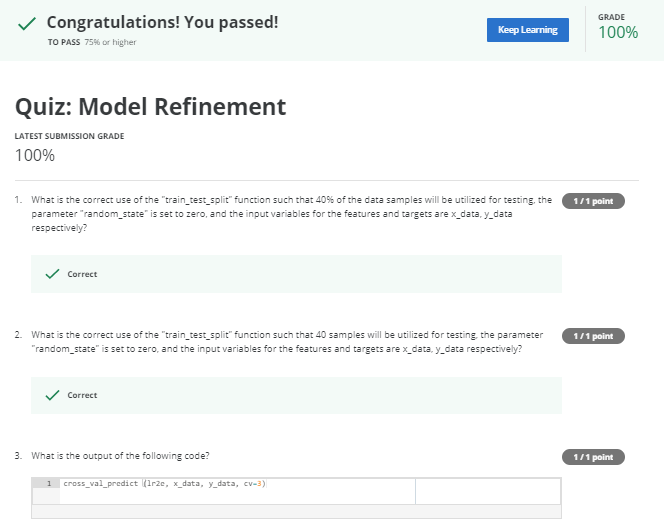 Congratulations! You passed!
TO PASS 75% or higher
Keep Learning
GRADE
100%
Quiz: Model Refinement
LATEST SUBMISSION GRADE
100%
1. What is the correct use of the "train_test_split" function such that 40% of the data samples will be utilized for testing, the
parameter "random_state" is set to zero, and the input variables for the features and targets are x_data, y_data
respectively?
1 / 1 point
Correct
2. What is the correct use of the "train_test_split" function such that 40 samples will be utilized for testing, the parameter
"random_state" is set to zero, and the input variables for the features and targets are x_data, y_data respectively?
1 / 1 point
Correct
3. What is the output of the following code?
1 / 1 point
1 cross_val_predict (lr2e, x_data, y_data, cv=3)